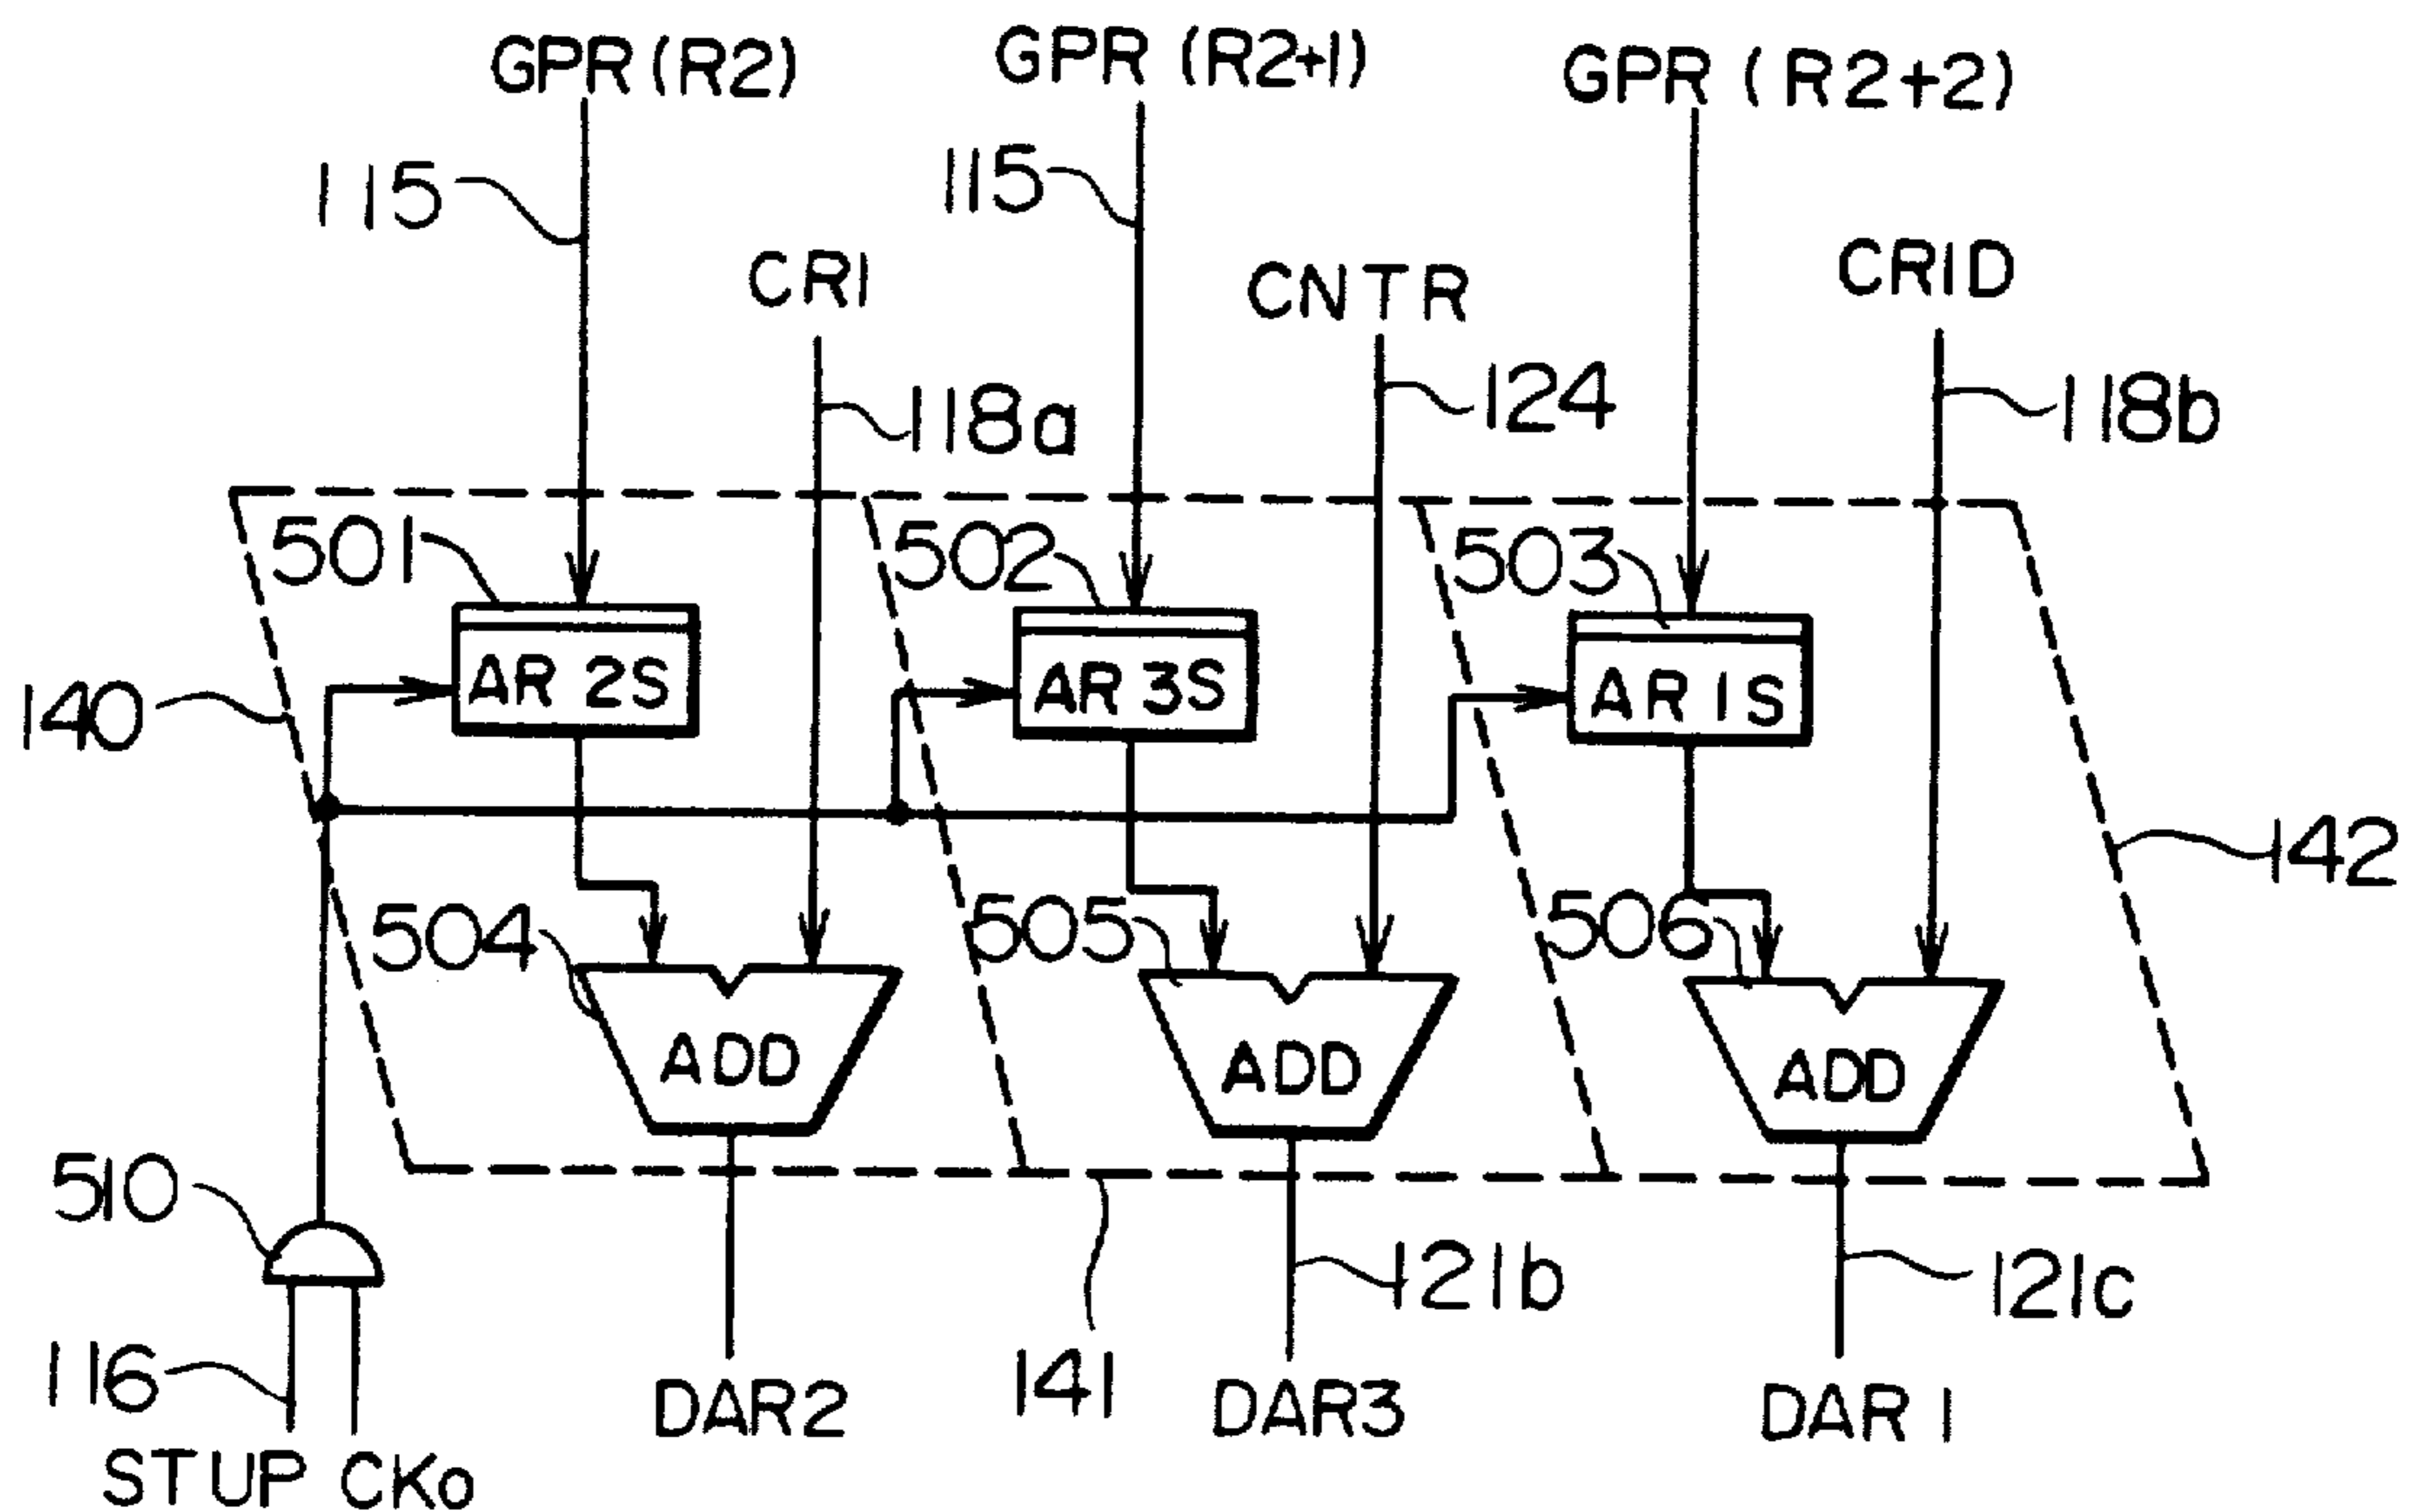 GPR (R2)
GPR (R2+1)
GPR (R2+2)
115
115
CR1
CNTR
CR1D
118a
124
118b
501
502
503
AR 2S
AR 3S
AR 1S
140
142
504
505
506
ADD
ADD
ADD
510
121b
121c
116
141
DAR2
DAR3
DAR 1
STUP CKo